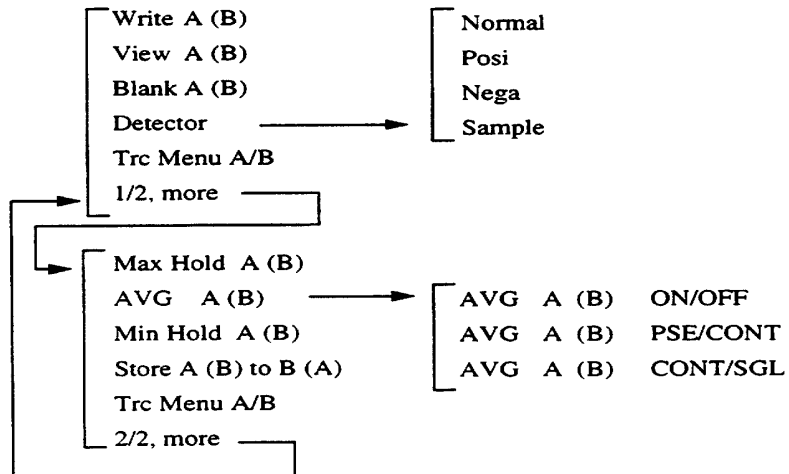 Write A (B)
View A (B)
Blank A (B)
Detector
Trc Menu A/B
1/2, more
Normal
Posi
Nega
Sample
Max Hold A (B)
AVG A (B)
Min Hold A (B)
Store A (B) to B (A)
Trc Menu A/B
2/2, more
AVG A (B) ON/OFF
AVG A (B) PSE/CONT
AVG A (B) CONT/SGL